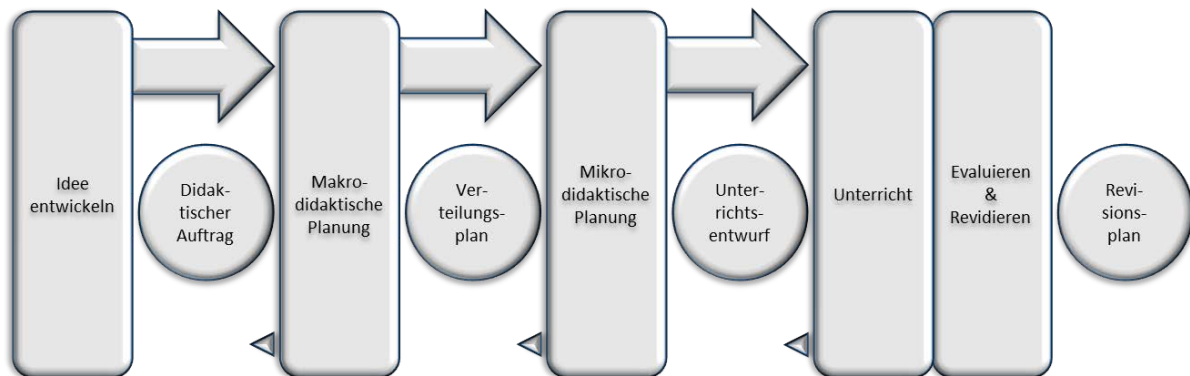 Idee
entwickeln
Didak-
tischer
Auftrag
Makro-
didaktische
Planung
Ver-
teilungs-
plan
Mikro-
didaktische
Planung
Unter-
richts-
entwurf
Unterricht
Evaluieren
&
Revidieren
Revi-
sions-
plan